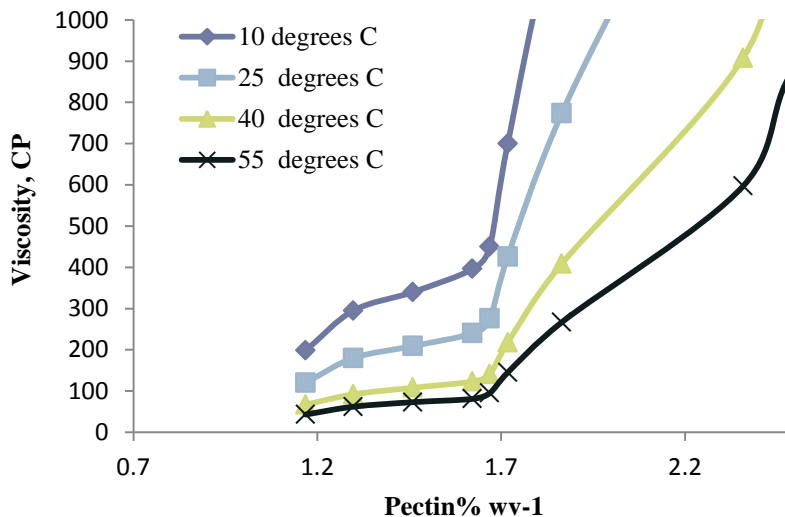 1000
900
800
700
600
500
400
300
200
100
0
Viscosity, CP
10 degrees C
25 degrees C
40 degrees C
55 degrees C
0.7 1.2 1.7 2.2
Pectin% wv-1